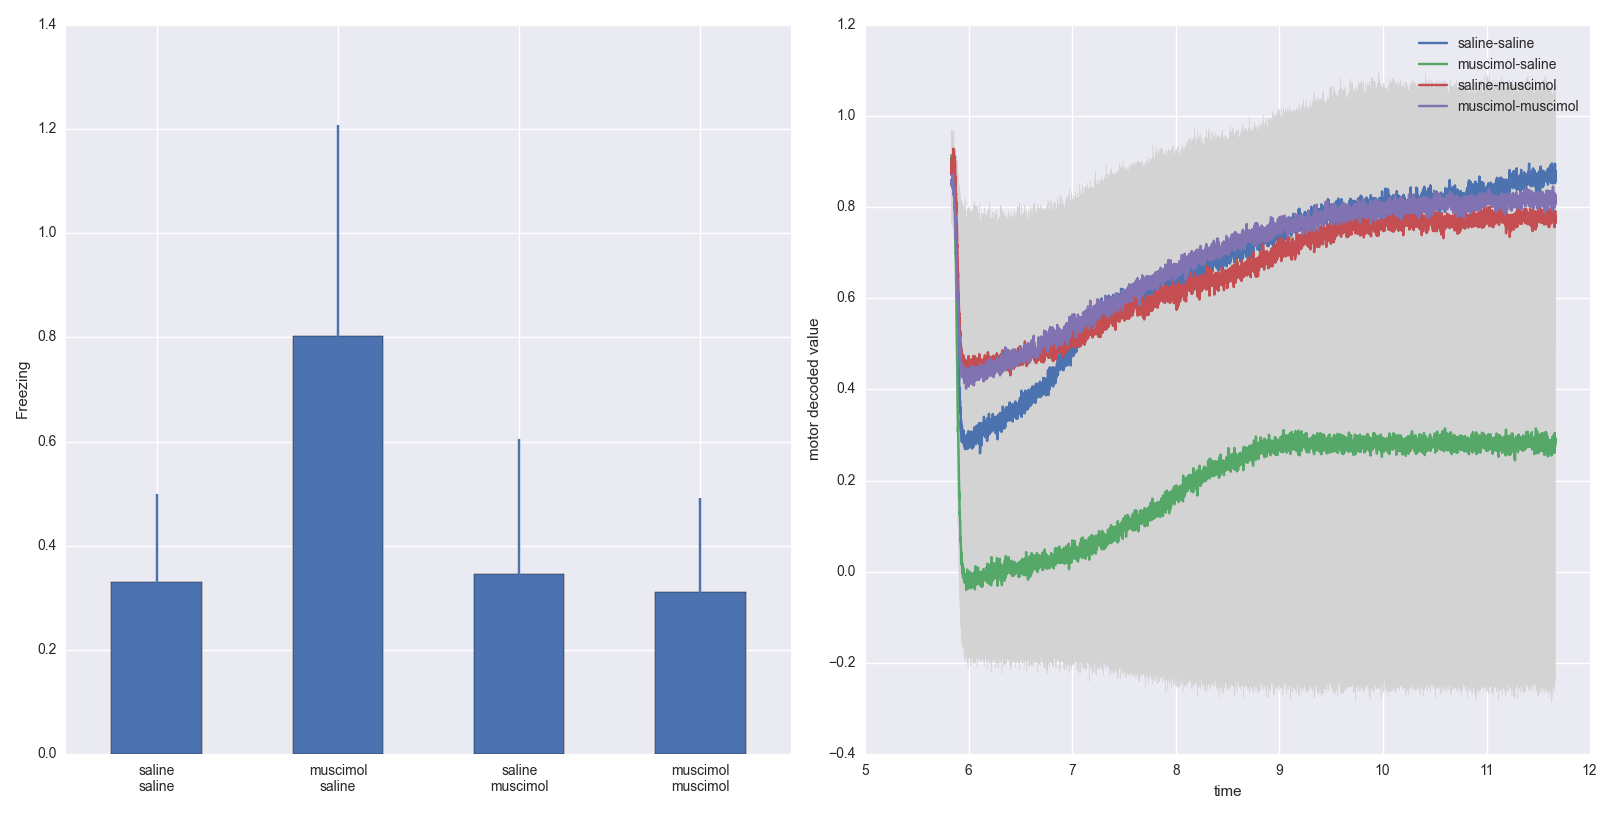 1.4
1.2
1.0
0.8
0.6
0.4
0.2
0.0
Freezing
saline
saline
muscimol
saline
saline
muscimol
muscimol
muscimol
1.2
1.0
0.8
0.6
0.4
0.2
0.0
−0.2
−0.4
motor decoded value
saline-saline
muscimol-saline
saline-muscimol
muscimol-muscimol
5 6 7 8 9 10 11 12
time